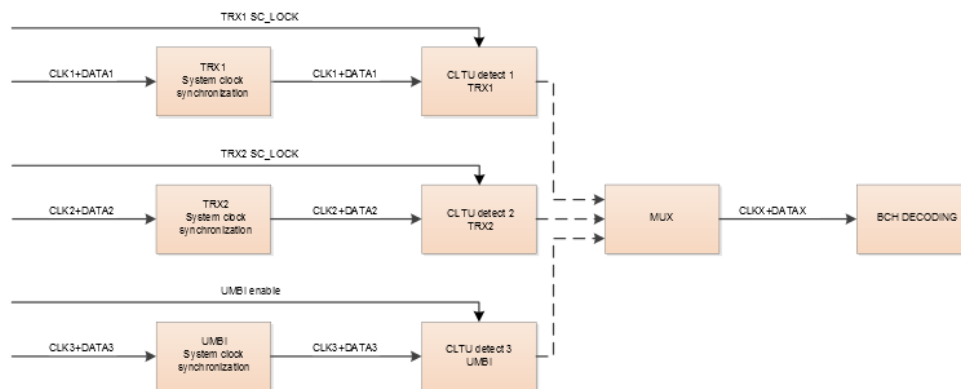 TRX1 SC_LOCK
CLK1+DATA1
TRX1
System clock
synchronization
CLK1+DATA1
CLTU detect 1
TRX1
TRX2 SC_LOCK
CLK2+DATA2
TRX2
System clock
synchronization
CLK2+DATA2
CLTU detect 2
TRX2
MUX
CLKX+DATAX
BCH DECODING
UMBI enable
CLK3+DATA3
UMBI
System clock
synchronization
CLK3+DATA3
CLTU detect 3
UMBI